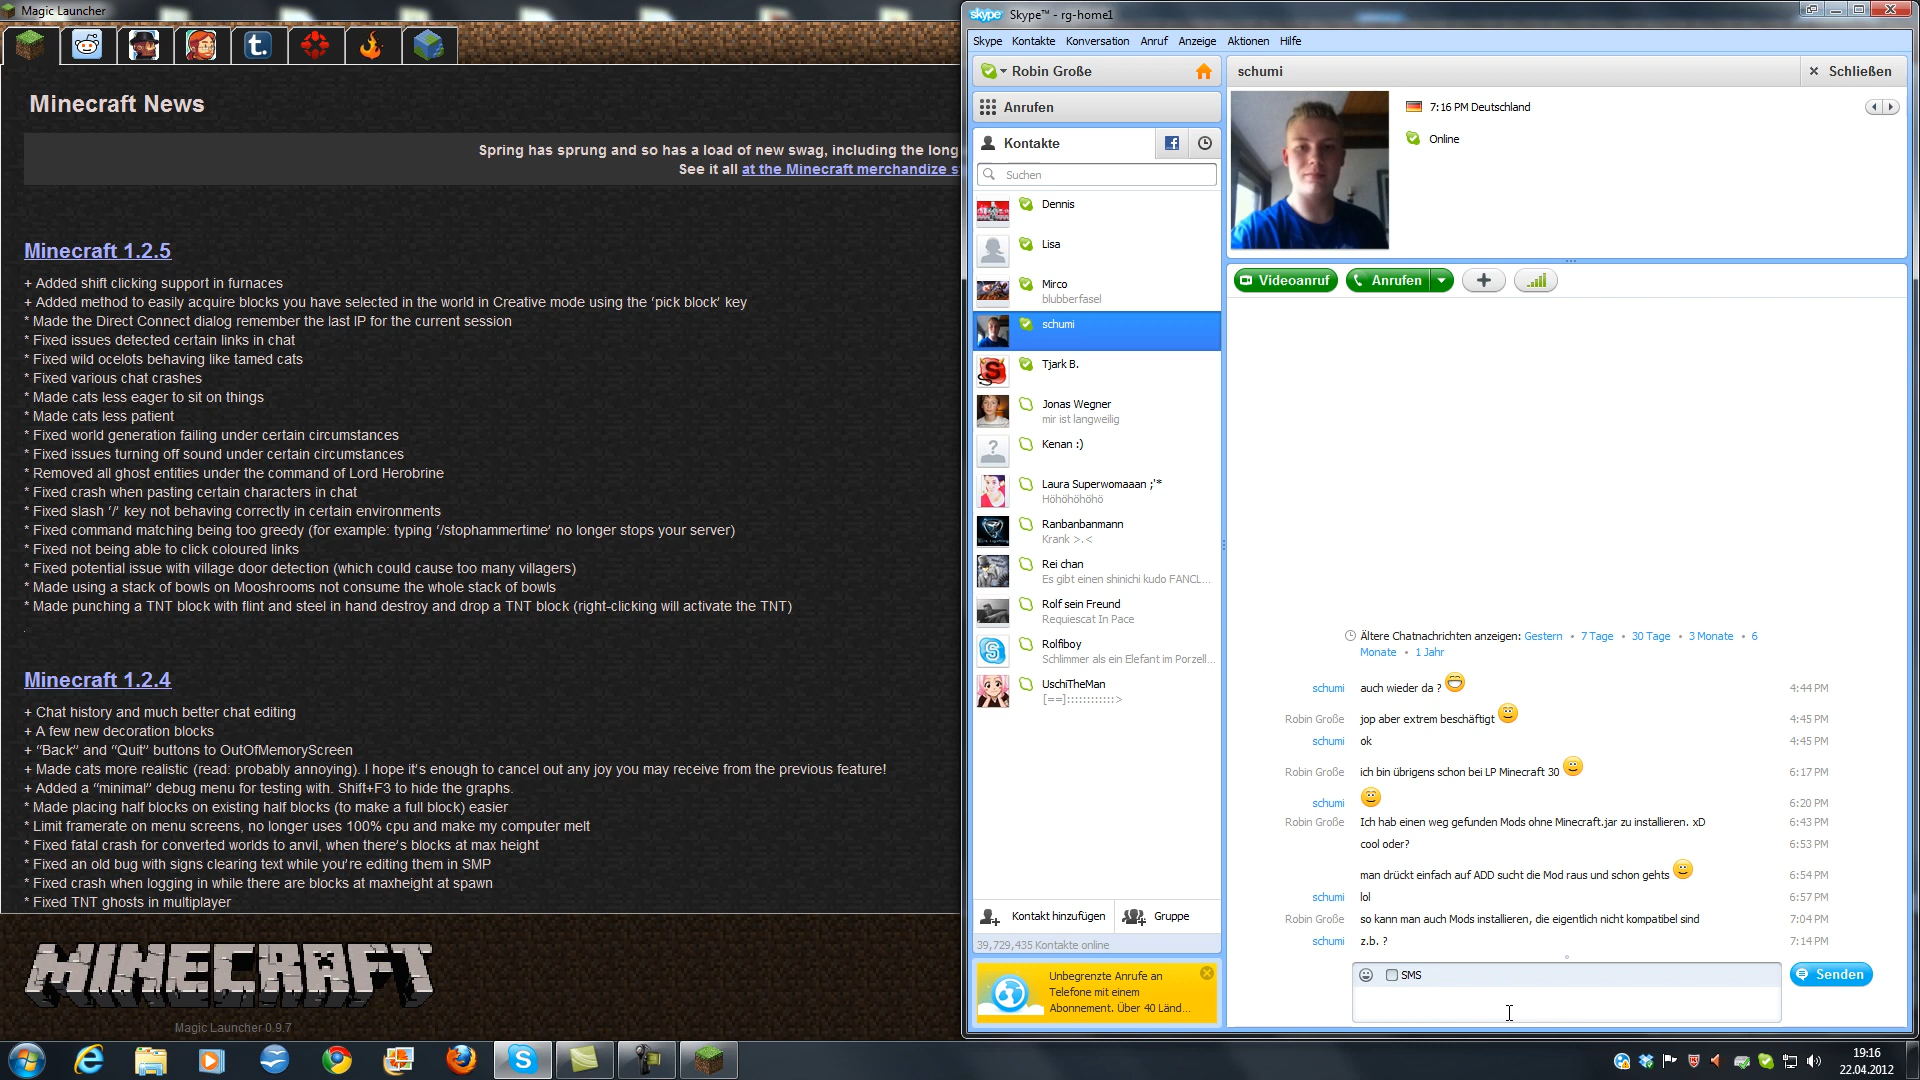 Magic Launcher
Minecraft News
Spring has sprung and so has a load of new swag, including the long
See it all at the Minecraft merchandize s
Minecraft 1.2.5
+ Added shift clicking support in furnaces
+ Added method to easily acquire blocks you have selected in the world in Creative mode using the 'pick block' key
* Made the Direct Connect dialog remember the last IP for the current session
* Fixed issues detected certain links in chat
* Fixed wild ocelots behaving like tamed cats
* Fixed various chat crashes
* Made cats less eager to sit on things
* Made cats less patient
* Fixed world generation failing under certain circumstances
* Fixed issues turning off sound under certain circumstances
* Removed all ghost entities under the command of Lord Herobrine
* Fixed crash when pasting certain characters in chat
* Fixed slash '/' key not behaving correctly in certain environments
* Fixed command matching being too greedy (for example: typing '/stophammertime' no longer stops your server)
* Fixed not being able to click coloured links
* Fixed potential issue with village door detection (which could cause too many villagers)
* Made using a stack of bowls on Mooshrooms not consume the whole stack of bowls
* Made punching a TNT block with flint and steel in hand destroy and drop a TNT block (right-clicking will activate the TNT)
.
Minecraft 1.2.4
+ Chat history and much better chat editing
+ A few new decoration blocks
+ "Back" and "Quit" buttons to OutOfMemoryScreen
+ Made cats more realistic (read: probably annoying). I hope it's enough to cancel out any joy you may receive from the previous feature!
+ Added a "minimal" debug menu for testing with. Shift+F3 to hide the graphs.
* Made placing half blocks on existing half blocks (to make a full block) easier
* Limit framerate on menu screens, no longer uses 100% cpu and make my computer melt
* Fixed fatal crash for converted worlds to anvil, when there's blocks at max height
* Fixed an old bug with signs clearing text while you're editing them in SMP
* Fixed crash when logging in while there are blocks at maxheight at spawn
* Fixed TNT ghosts in multiplayer
MINECRAFT
Magic Launcher 0.9.7
Skype™ - rg-home1
Skype Kontakte Konversation Anruf Anzeige Aktionen Hilfe
Robin Große
Anrufen
Kontakte
Suchen
Dennis
Lisa
Mirco
blubberfasel
schumi
Tjark B.
Jonas Wegner
mir ist langweilig
Kenan :)
Laura Superwomaaan ;'*
Höhöhöhöhö
Ranbanbanmann
Krank >.<
Rei chan
Es gibt einen shinichi kudo FANCL...
Rolf sein Freund
Requiescat In Pace
Rolfiboy
Schlimmer als ein Elefant im Porzell...
UschiTheMan
[==]::::::::::::>
Kontakt hinzufügen Gruppe
39,729,435 Kontakte online
Unbegrenzte Anrufe an
Telefone mit einem
Abonnement. Über 40 Länd...
schumi
Schließen
7:16 PM Deutschland
Online
Videoanruf Anrufen
Ältere Chatnachrichten anzeigen: Gestern • 7 Tage • 30 Tage • 3 Monate • 6
Monate • 1 Jahr
schumi auch wieder da ? 4:44 PM
Robin Große jop aber extrem beschäftigt 4:45 PM
schumi ok 4:45 PM
Robin Große ich bin übrigens schon bei LP Minecraft 30 6:17 PM
schumi 6:20 PM
Robin Große Ich hab einen weg gefunden Mods ohne Minecraft.jar zu installieren. xD 6:43 PM
cool oder? 6:53 PM
man drückt einfach auf ADD sucht die Mod raus und schon gehts 6:54 PM
schumi lol 6:57 PM
Robin Große so kann man auch Mods installieren, die eigentlich nicht kompatibel sind 7:04 PM
schumi z.b. ? 7:14 PM
SMS
Senden
19:16
22.04.2012